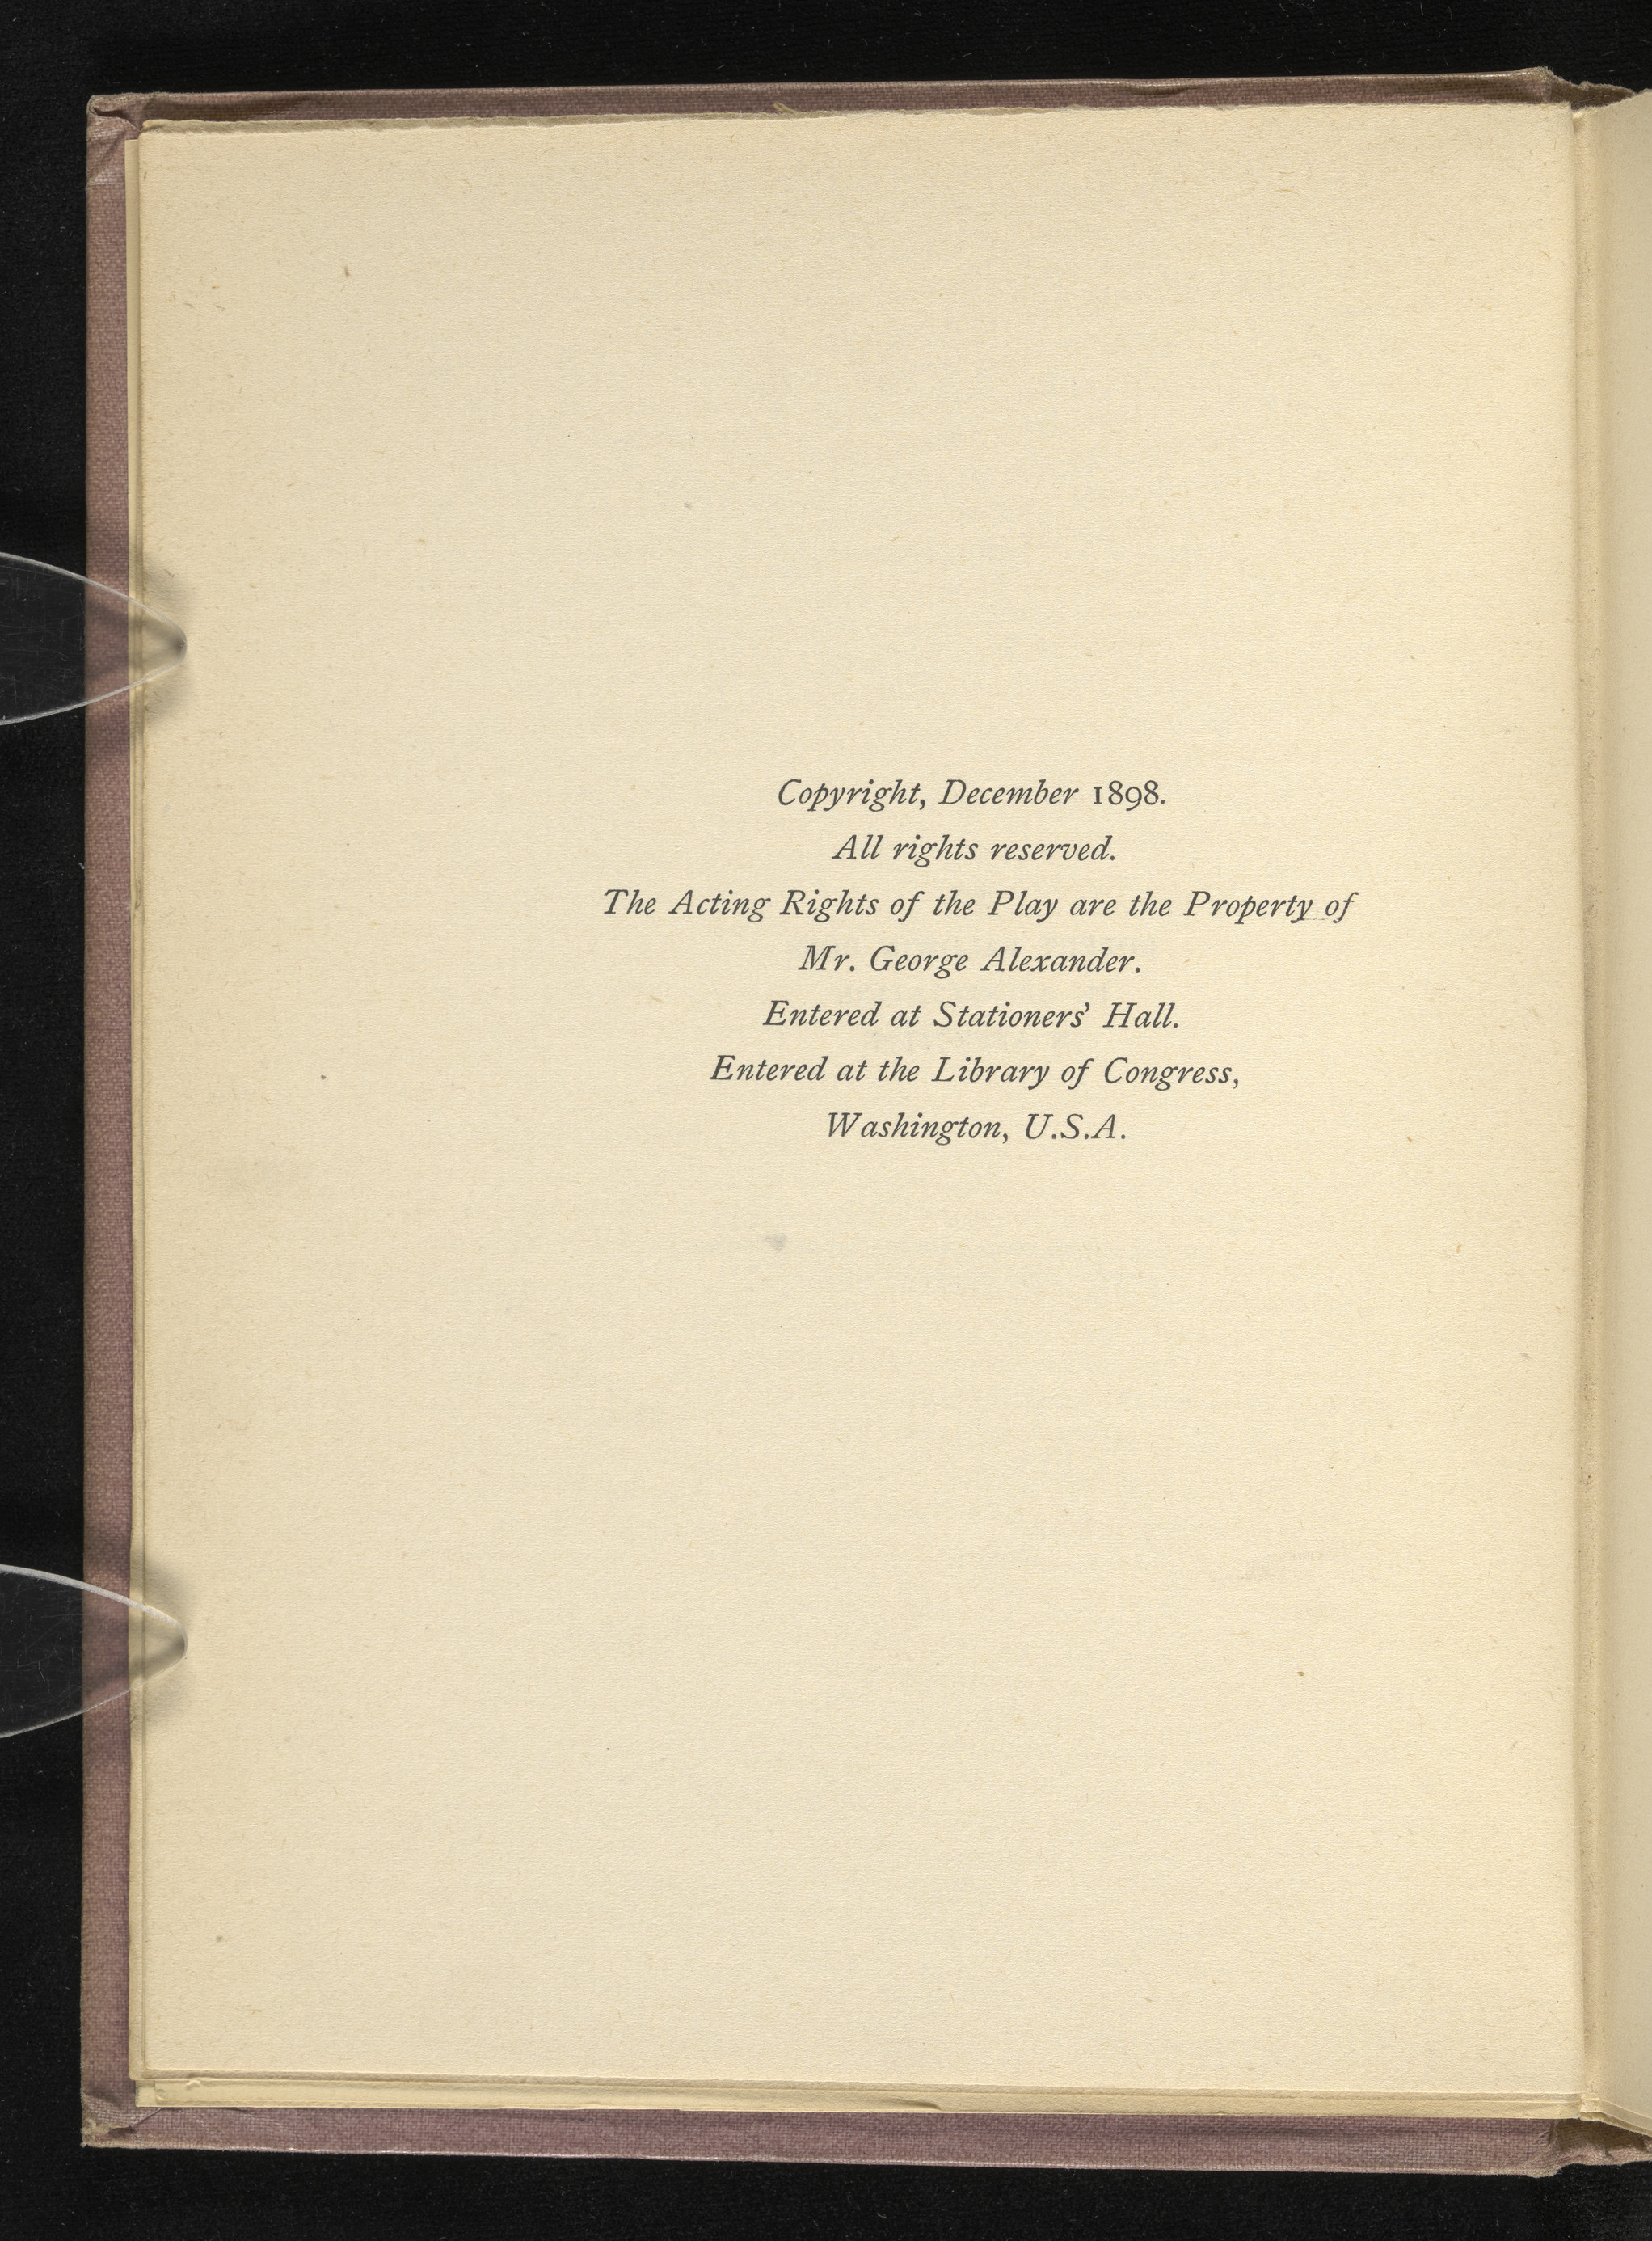 Copyright, December 1898.
All rights reserved.
The Acting Rights of the Play are the Property of
Mr. George Alexander.
Entered at Stationers' Hall.
Entered at the Library of Congress,
Washington, U.S.A.